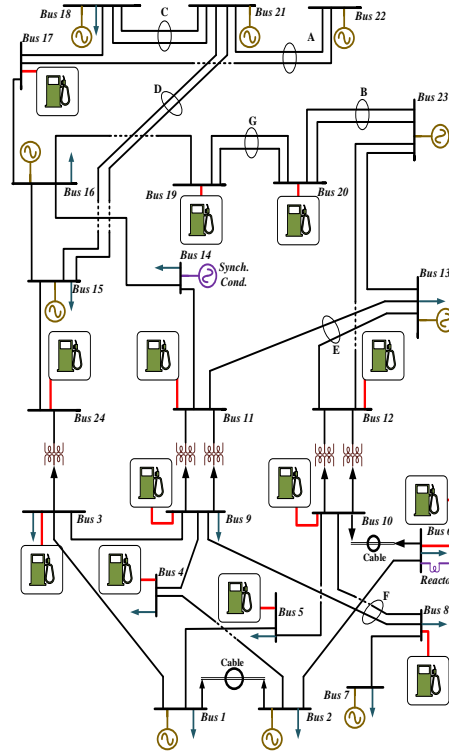 Bus 18
C
Bus 21
Bus 22
Bus 17
A
D
B
Bus 23
G
Bus 16
Bus 19
Bus 20
Bus 14
Synch.
Cond.
Bus 13
Bus 15
E
Bus 24
Bus 11
Bus 12
Bus 3
Bus 9
Bus 10
Bus 6
Cable
Reacto
Bus 4
Bus 5
F
Bus 8
Cable
Bus 7
Bus 1
Bus 2